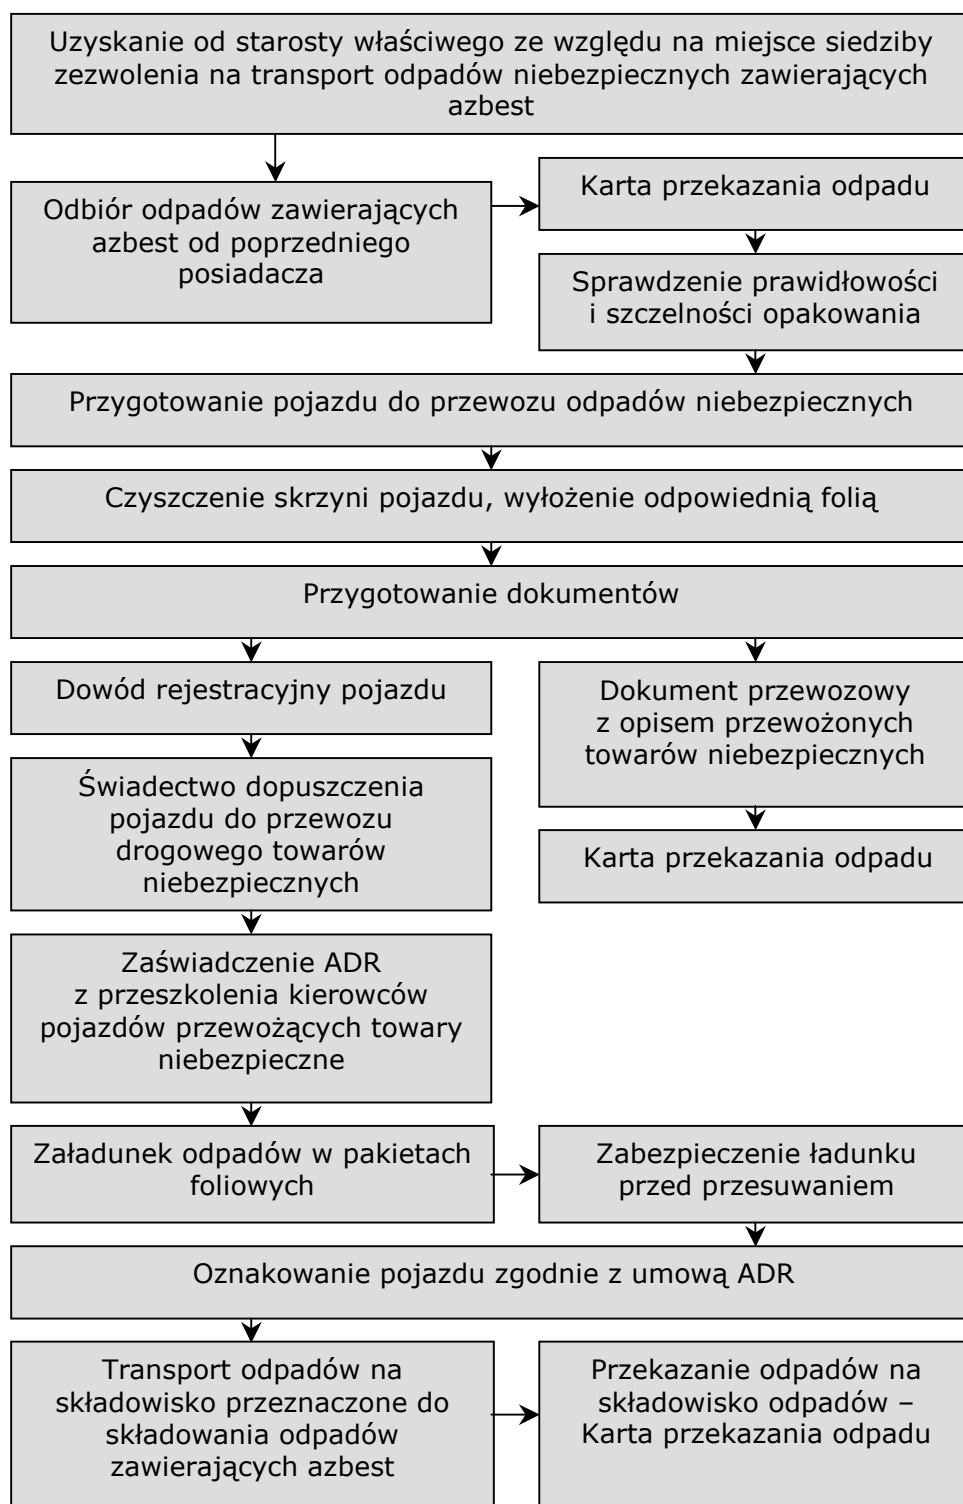 Uzyskanie od starosty właściwego ze względu na miejsce siedziby
zezwolenia na transport odpadów niebezpiecznych zawierających
azbest
Odbiór odpadów zawierających
azbest od poprzedniego
posiadacza
Karta przekazania odpadu
Sprawdzenie prawidłowości
i szczelności opakowania
Przygotowanie pojazdu do przewozu odpadów niebezpiecznych
Czyszczenie skrzyni pojazdu, wyłożenie odpowiednią folią
Przygotowanie dokumentów
Dowód rejestracyjny pojazdu
Świadectwo dopuszczenia
pojazdu do przewozu
drogowego towarów
niebezpiecznych
Zaświadczenie ADR
z przeszkolenia kierowców
pojazdów przewożących towary
niebezpieczne
Dokument przewozowy
z opisem przewożonych
towarów niebezpiecznych
Karta przekazania odpadu
Załadunek odpadów w pakietach
foliowych
Zabezpieczenie ładunku
przed przesuwaniem
Oznakowanie pojazdu zgodnie z umową ADR
Transport odpadów na
składowisko przeznaczone do
składowania odpadów
zawierających azbest
Przekazanie odpadów na
składowisko odpadów –
Karta przekazania odpadu